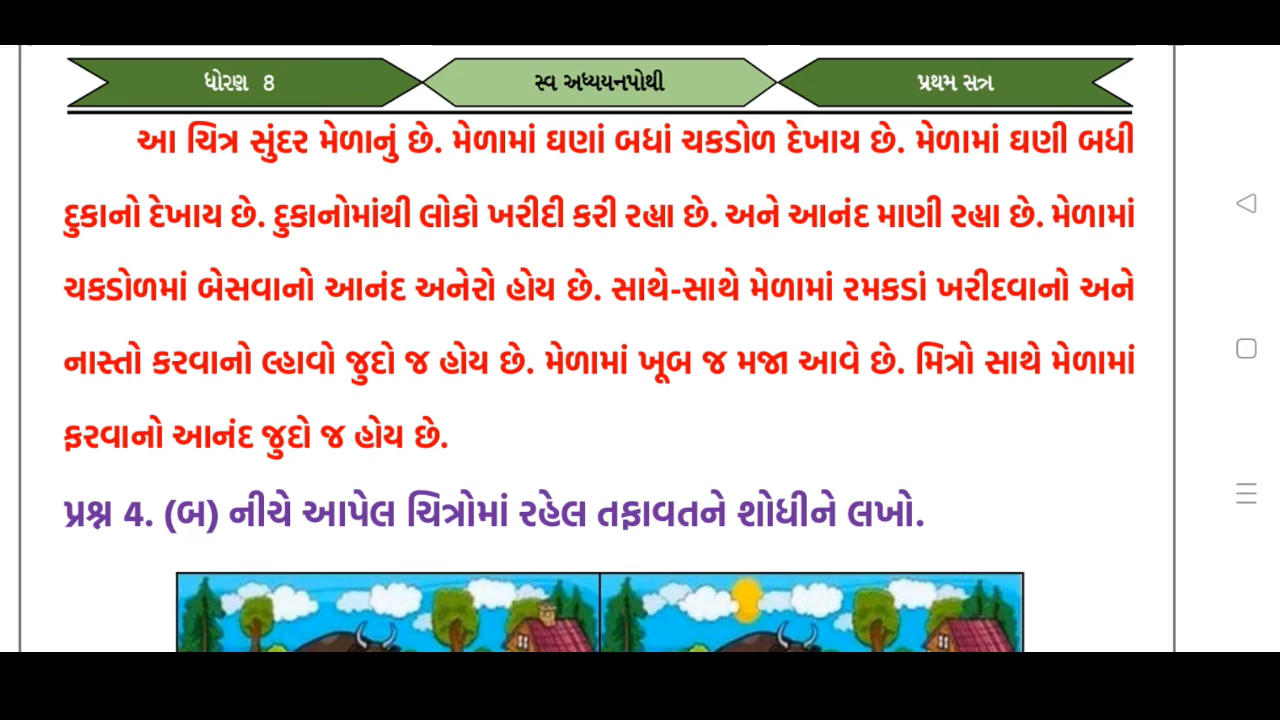 ધોરણ 8 સ્વ અધ્યયનપોથી પ્રથમ સત્ર
આ ચિત્ર સુંદર મેળાનું છે. મેળામાં ઘણાં બધાં ચકડોળ દેખાય છે. મેળામાં ઘણી બધી
દુકાનો દેખાય છે. દુકાનોમાંથી લોકો ખરીદી કરી રહ્યા છે. અને આનંદ માણી રહ્યા છે. મેળામાં
ચકડોળમાં બેસવાનો આનંદ અનેરો હોય છે. સાથે-સાથે મેળામાં રમકડાં ખરીદવાનો અને
નાસ્તો કરવાનો લ્હાવો જુદો જ હોય છે. મેળામાં ખૂબ જ મજા આવે છે. મિત્રો સાથે મેળામાં
ફરવાનો આનંદ જુદો જ હોય છે.
પ્રશ્ન 4. (બ) નીચે આપેલ ચિત્રોમાં રહેલ તફાવતને શોધીને લખો.